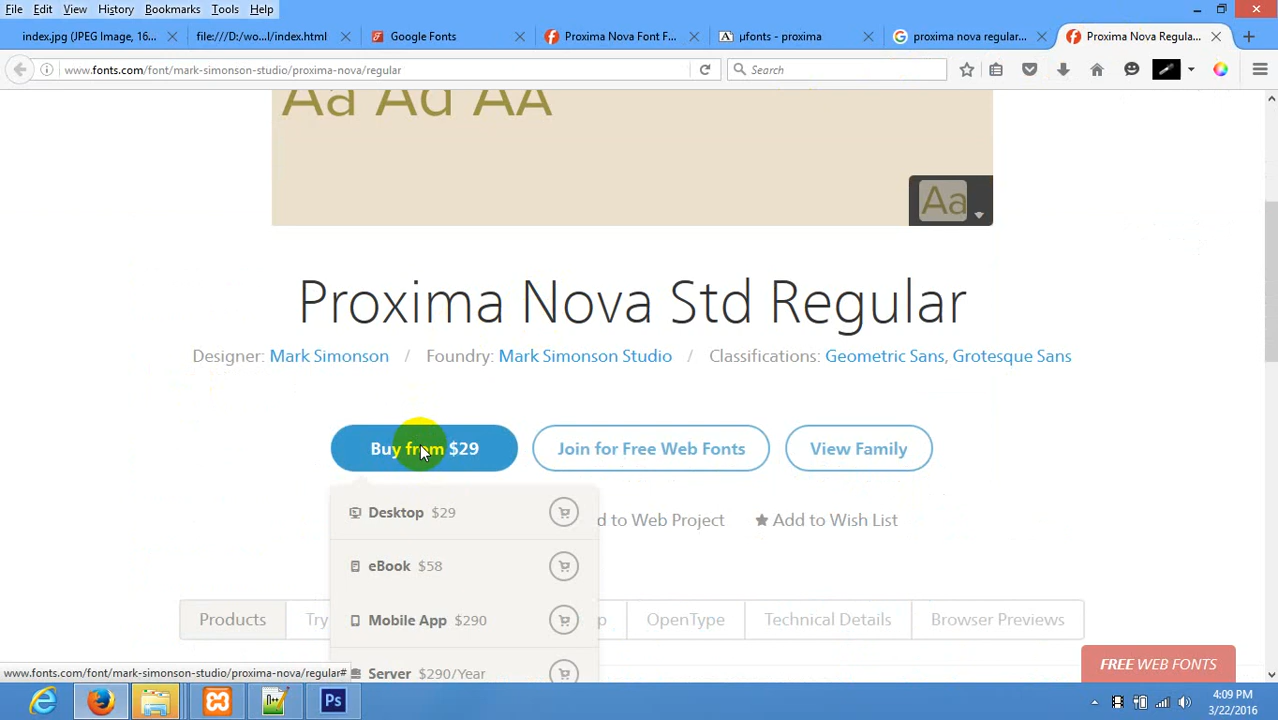 File Edit View History Bookmarks Tools Help
index.jpg (JPEG Image, 16...
file:///D:/wo...l/index.html
Google Fonts
Proxima Nova Font F...
µfonts - proxima
proxima nova regular...
Proxima Nova Regula...
www.fonts.com/font/mark-simonson-studio/proxima-nova/regular
Search
Aa Ad AA
Aa
Proxima Nova Std Regular
Designer: Mark Simonson / Foundry: Mark Simonson Studio / Classifications: Geometric Sans, Grotesque Sans
Buy from $29
Join for Free Web Fonts
View Family
Desktop $29
d to Web Project
Add to Wish List
eBook $58
Products
Try
Mobile App $290
p
OpenType
Technical Details
Browser Previews
Server $290/Year
FREE WEB FONTS
www.fonts.com/font/mark-simonson-studio/proxima-nova/regular#
Ps
4:09 PM
3/22/2016